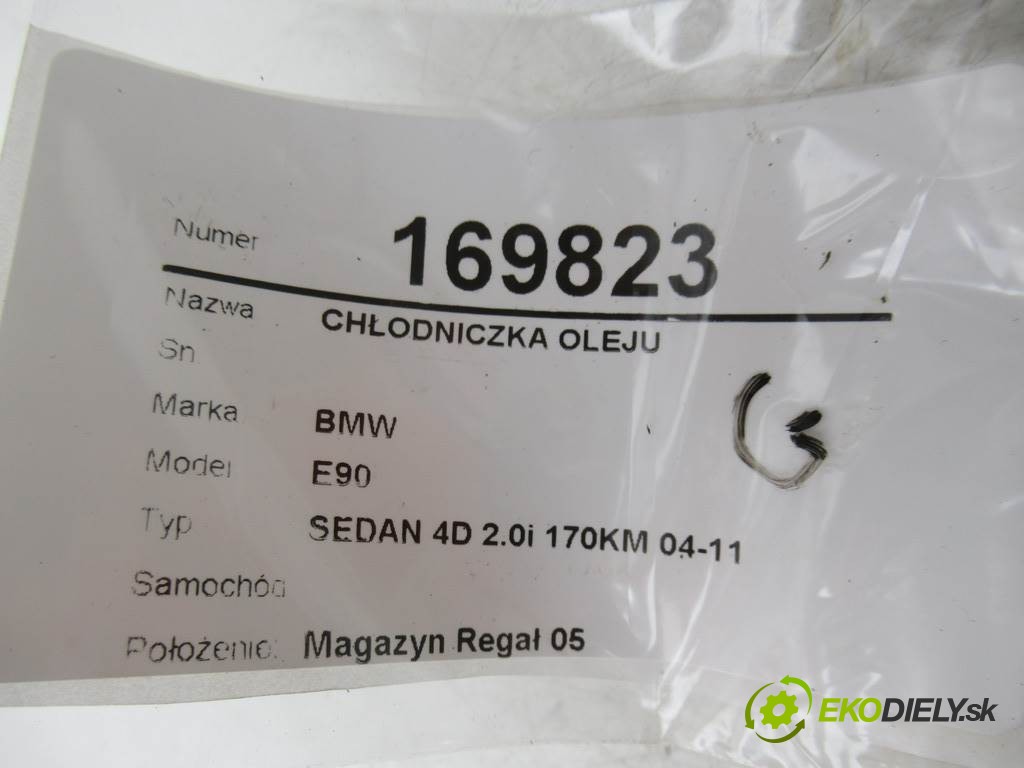 Numer 169823
Nazwa CHŁODNICZKA OLEJU
Sn
Marka BMW
Model E90
Typ SEDAN 4D 2.0i 170KM 04-11
Samochód
Położenie: Magazyn Regał 05
G
EKODIELY.sk